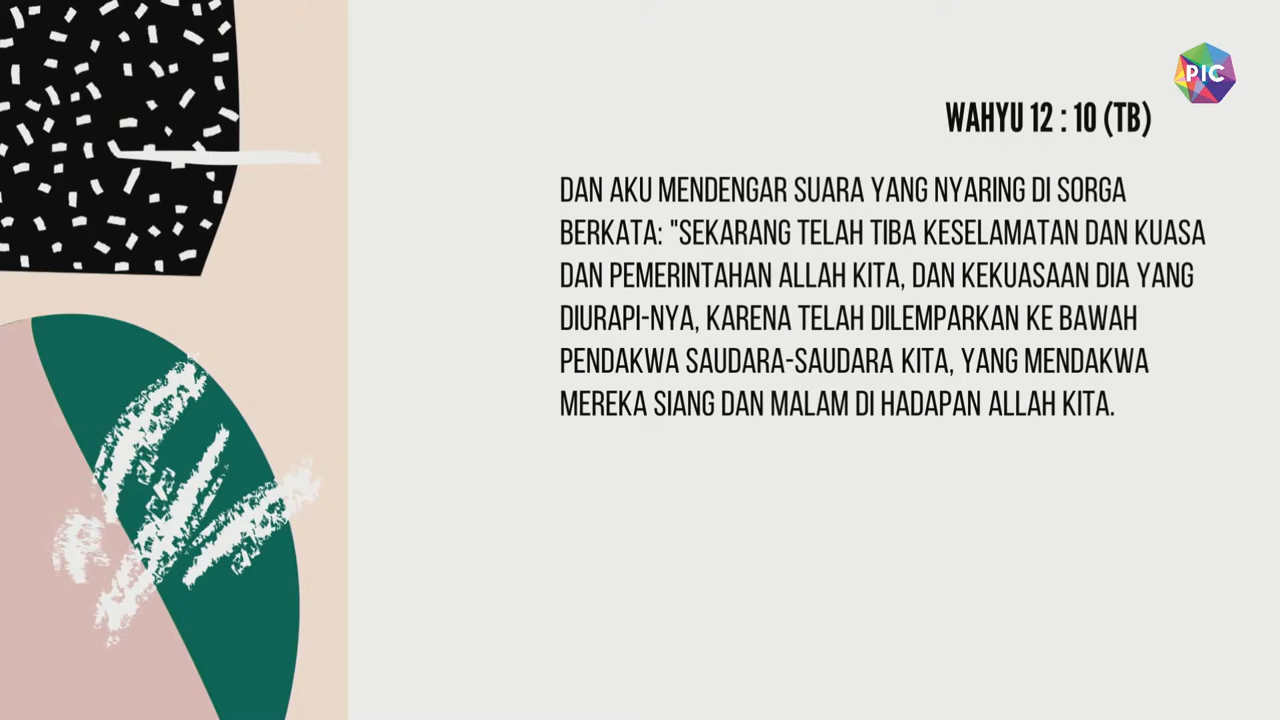 PIC
WAHYU 12 : 10 (TB)
DAN AKU MENDENGAR SUARA YANG NYARING DI SORGA
BERKATA: "SEKARANG TELAH TIBA KESELAMATAN DAN KUASA
DAN PEMERINTAHAN ALLAH KITA, DAN KEKUASAAN DIA YANG
DIURAPI-NYA, KARENA TELAH DILEMPARKAN KE BAWAH
PENDAKWA SAUDARA-SAUDARA KITA, YANG MENDAKWA
MEREKA SIANG DAN MALAM DI HADAPAN ALLAH KITA.